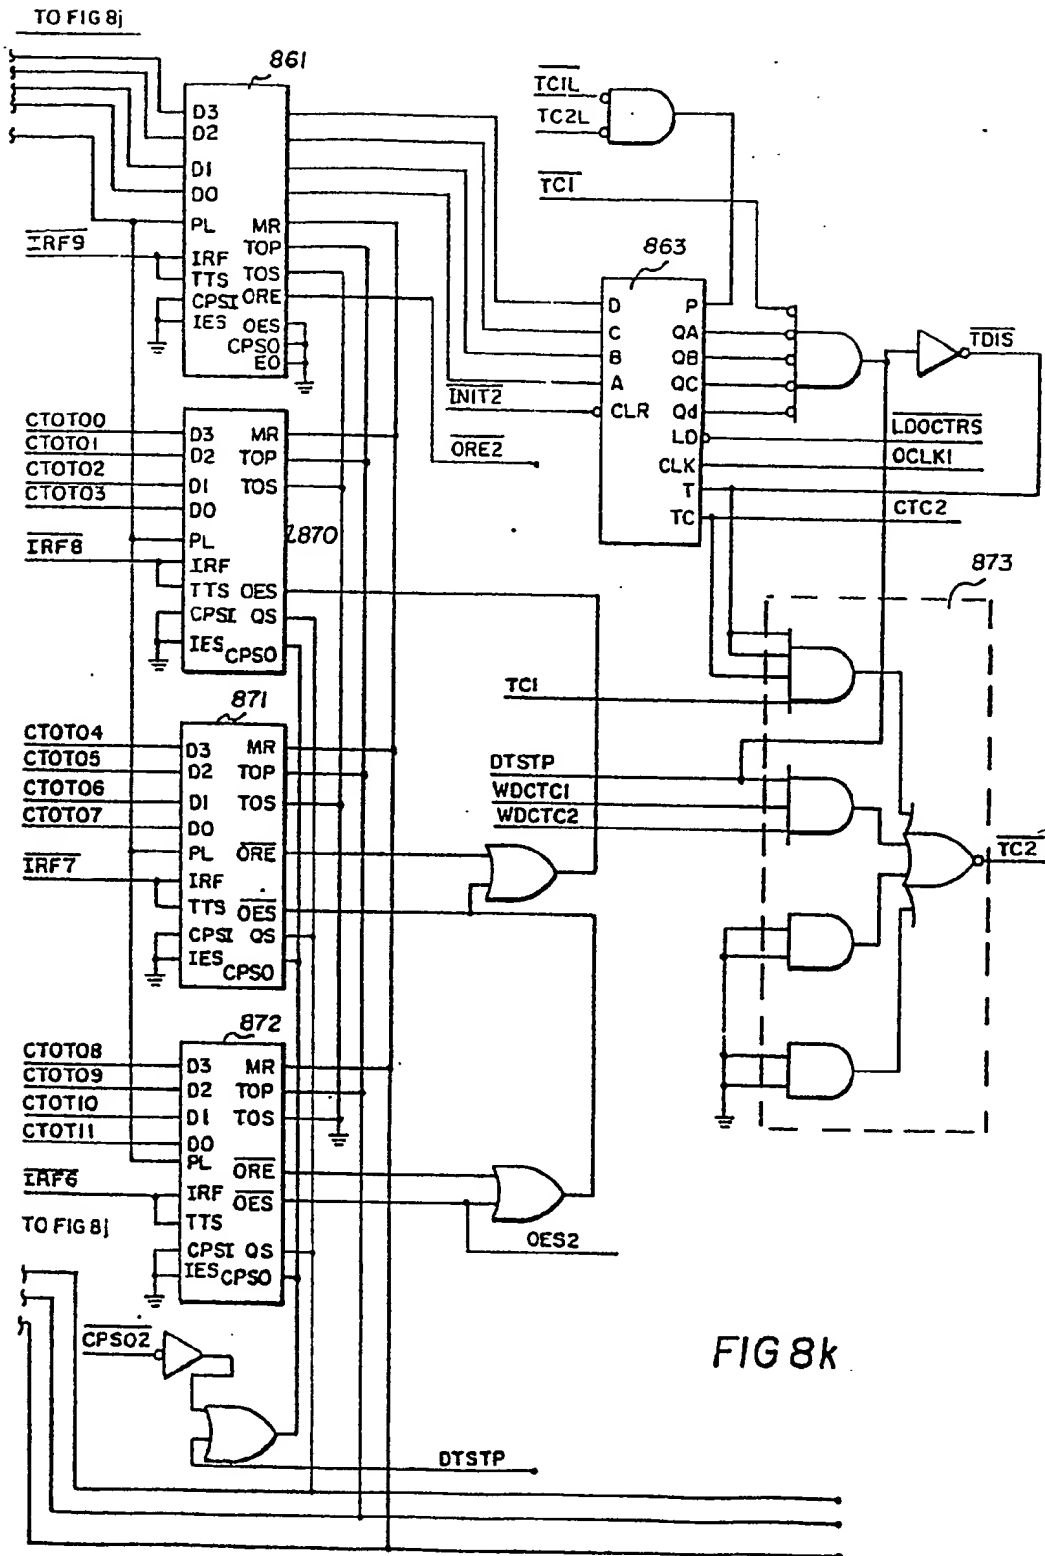 TO FIG 8j
861
D3
D2
D1
D0
PL
MR
TOP
IRF9
IRF
TTS
TOS
CPSI
ORE
IES
OES
CPSO
EO
TC1L
TC2L
TC1
863
D
P
C
QA
B
QB
A
QC
INIT2
CLR
Qd
LD
CLK
T
TC
TDIS
LDOCTRS
OCLK1
CTC2
ORE2
CTOT00
D3
MR
CTOT01
D2
TOP
CTOT02
D1
TOS
CTOT03
D0
PL
870
IRF8
IRF
TTS
OES
CPSI
QS
IES
CPSO
873
TC1
DTSTP
WDCTC1
WDCTC2
TC2
871
CTOT04
D3
MR
CTOT05
D2
TOP
CTOT06
D1
TOS
CTOT07
D0
PL
ORE
IRF7
IRF
TTS
OES
CPSI
QS
IES
CPSO
872
CTOT08
D3
MR
CTOT09
D2
TOP
CTOT10
D1
TOS
CTOT11
D0
PL
ORE
IRF6
IRF
OES
TTS
TO FIG 8j
CPSI
QS
IES
CPSO
OES2
CPSO2
DTSTP
FIG 8k